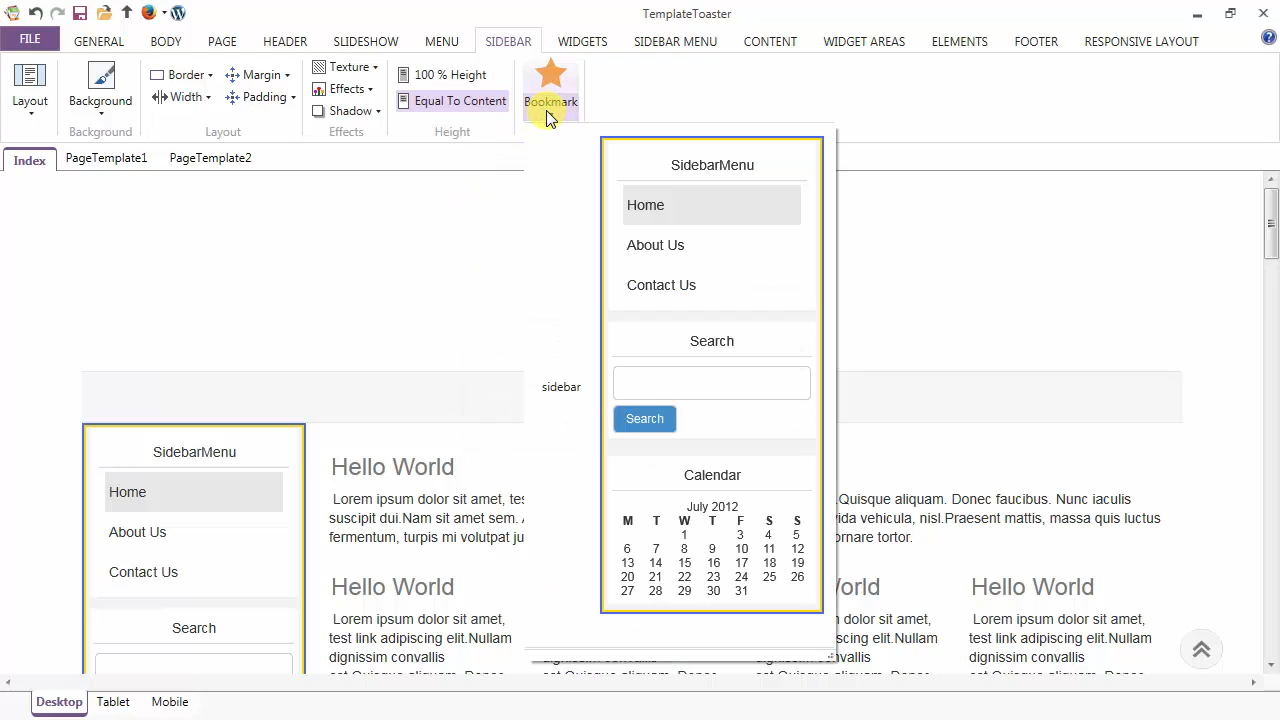 TemplateToaster
FILE GENERAL BODY PAGE HEADER SLIDESHOW MENU SIDEBAR WIDGETS SIDEBAR MENU CONTENT WIDGET AREAS ELEMENTS FOOTER RESPONSIVE LAYOUT
Layout
Background
Background
Border
Width
Margin
Padding
Layout
Texture
Effects
Shadow
Effects
100 % Height
Equal To Content
Height
Bookmark
Index PageTemplate1 PageTemplate2
sidebar
SidebarMenu
Home
About Us
Contact Us
Search
Search
Calendar
July 2012
M T W T F S S
1 3 4 5
6 7 8 9 10 11 12
13 14 15 16 17 18 19
20 21 22 23 24 25 26
27 28 29 30 31
SidebarMenu
Home
About Us
Contact Us
Search
Hello World
Lorem ipsum dolor sit amet, tes .Quisque aliquam. Donec faucibus. Nunc iaculis
suscipit dui.Nam sit amet sem. vida vehicula, nisl.Praesent mattis, massa quis luctus
fermentum, turpis mi volutpat ju ornare tortor.
Hello World
Lorem ipsum dolor sit amet,
test link adipiscing elit.Nullam
dignissim convallis
orld
dolor sit amet,
scing elit.Nullam
dignissim convallis
Hello World
Lorem ipsum dolor sit amet,
test link adipiscing elit.Nullam
dignissim convallis
Desktop Tablet Mobile